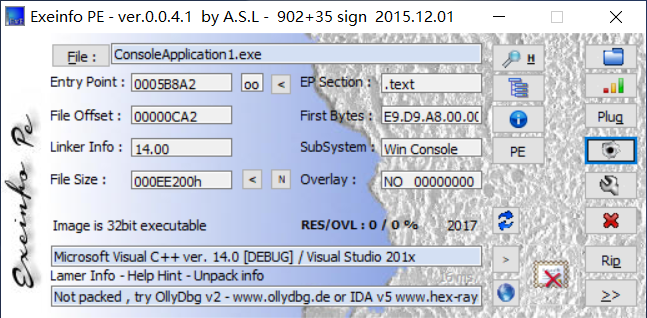 Exeinfo PE - ver.0.0.4.1 by A.S.L - 902+35 sign 2015.12.01
File : ConsoleApplication1.exe H
Entry Point : 0005B8A2 oo < EP Section : .text
File Offset : 00000CA2 First Bytes : E9.D9.A8.00.00 Plug
Linker Info : 14.00 SubSystem : Win Console PE
File Size : 000EE200h < N Overlay : NO 00000000
Image is 32bit executable RES/OVL : 0 / 0 % 2017
Microsoft Visual C++ ver. 14.0 [DEBUG] / Visual Studio 201x > Rip
Lamer Info - Help Hint - Unpack info
Not packed , try OllyDbg v2 - www.ollydbg.de or IDA v5 www.hex-ray >>
Exeinfo Pe